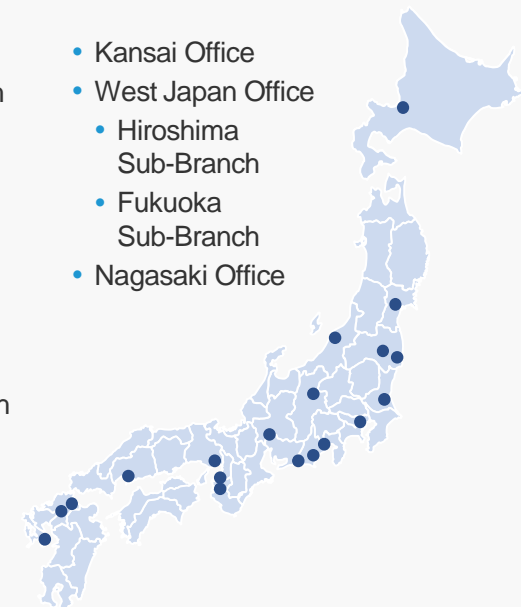 • Kansai Office
• West Japan Office
• Hiroshima
Sub-Branch
• Fukuoka
Sub-Branch
• Nagasaki Office